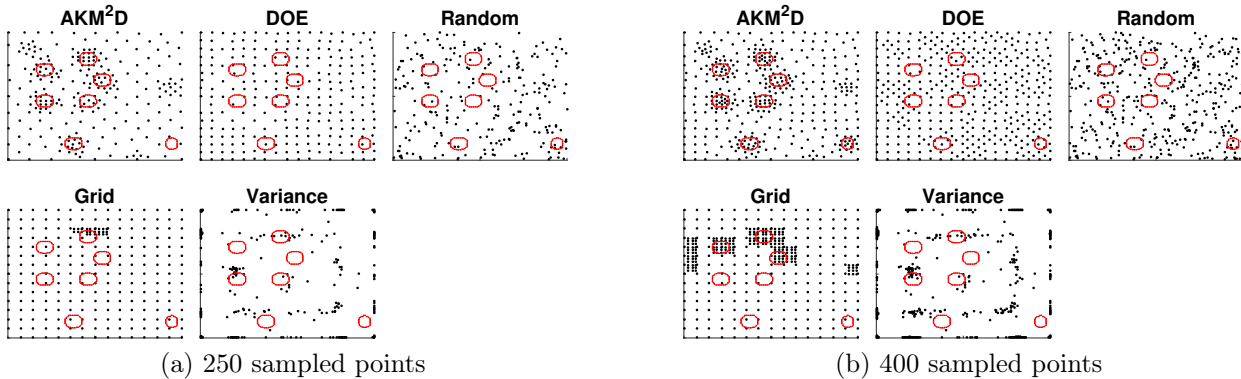 AKM²D DOE Random
Grid Variance
(a) 250 sampled points
AKM²D DOE Random
Grid Variance
(b) 400 sampled points